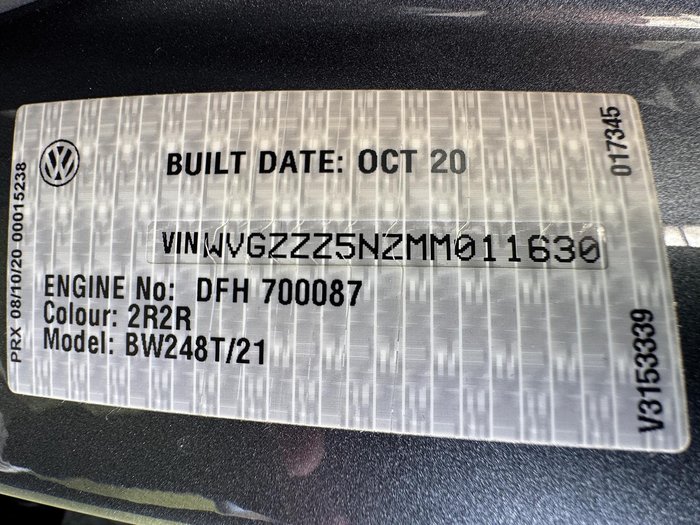 BUILT DATE: OCT 20
VIN WVGZZZ5NZMM011630
ENGINE No: DFH 700087
Colour: 2R2R
Model: BW248T/21
PRX 08/10/20 00015238
017345
V3153339